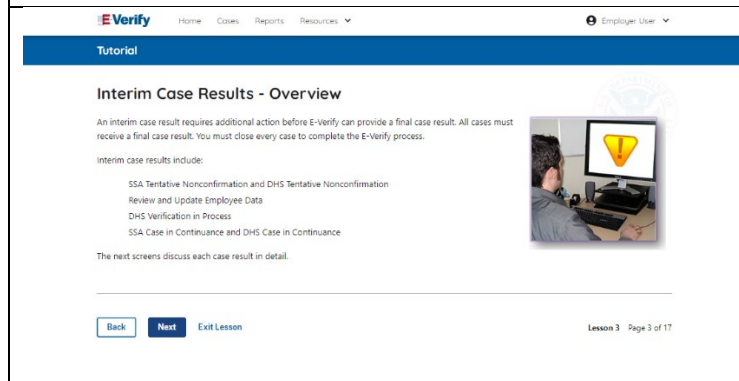 E-Verify Home Cases Reports Resources Employer User
Tutorial
Interim Case Results - Overview
An interim case result requires additional action before E-Verify can provide a final case result. All cases must
receive a final case result. You must close every case to complete the E-Verify process.
Interim case results include:
SSA Tentative Nonconfirmation and DHS Tentative Nonconfirmation
Review and Update Employee Data
DHS Verification in Process
SSA Case in Continuance and DHS Case in Continuance
The next screens discuss each case result in detail.
Back Next Exit Lesson Lesson 3 Page 3 of 17